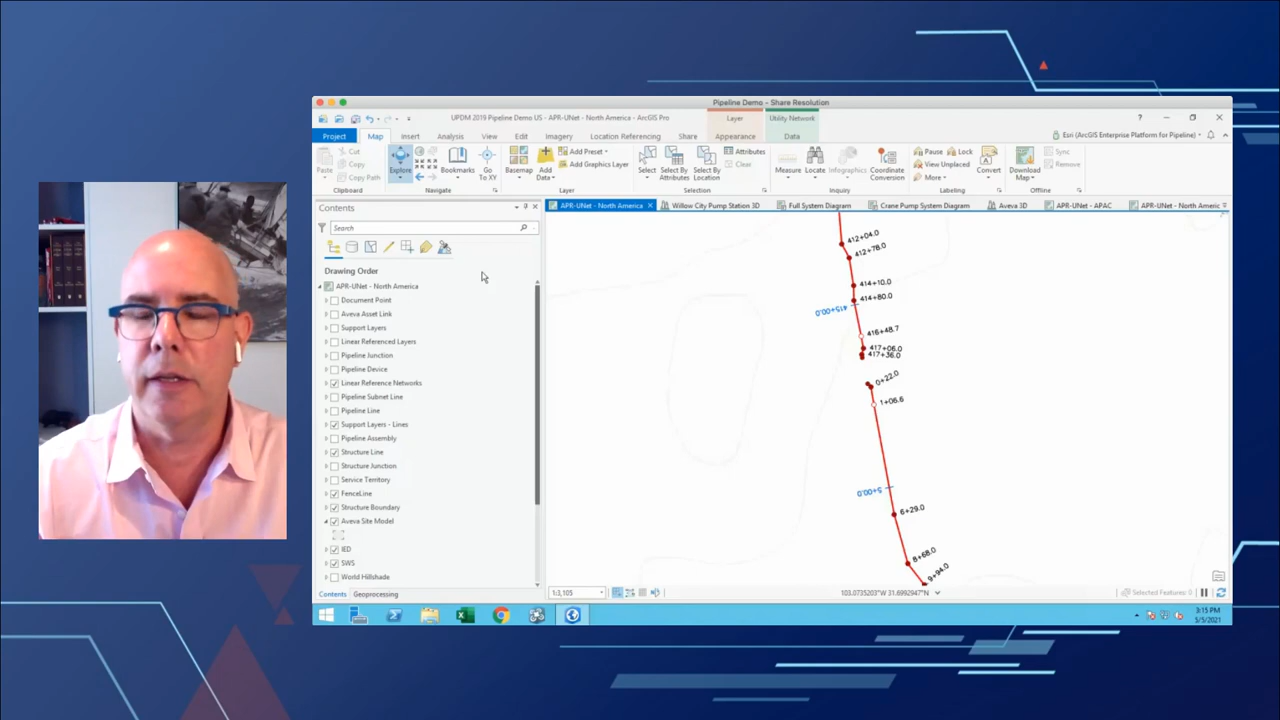 Pipeline Demo - Share Resolution
UPDM 2019 Pipeline Demo US - APR-UNet - North America - ArcGIS Pro
Layer
Utility Network
Project
Map
Insert
Analysis
View
Edit
Imagery
Location Referencing
Share
Appearance
Data
Esri (ArcGIS Enterprise Platform for Pipeline)
Paste
Cut
Copy
Copy Path
Clipboard
Explore
Bookmarks
Go To XY
Navigate
Basemap
Add Data
Add Preset
Add Graphics Layer
Layer
Select
Select By Attributes
Select By Location
Attributes
Clear
Selection
Measure
Locate
Infographics
Coordinate Conversion
Inquiry
Pause
Lock
View Unplaced
More
Convert
Labeling
Download Map
Sync
Remove
Offline
Contents
APR-UNet - North America
Willow City Pump Station 3D
Full System Diagram
Crane Pump System Diagram
Aveva 3D
APR-UNet - APAC
APR-UNet - North Americ
Search
Drawing Order
APR-UNet - North America
Document Point
Aveva Asset Link
Support Layers
Linear Referenced Layers
Pipeline Junction
Pipeline Device
Linear Reference Networks
Pipeline Subnet Line
Pipeline Line
Support Layers - Lines
Pipeline Assembly
Structure Line
Structure Junction
Service Territory
FenceLine
Structure Boundary
Aveva Site Model
IED
SWS
World Hillshade
412+04.0
412+78.0
414+10.0
414+80.0
415+00.0
416+48.7
417+06.0
417+36.0
0+22.0
1+06.6
5+00.0
6+29.0
8+68.0
9+94.0
Contents
Geoprocessing
1:3,105
103.0735203°W 31.6992947°N
Selected Features: 0
3:15 PM
5/5/2021